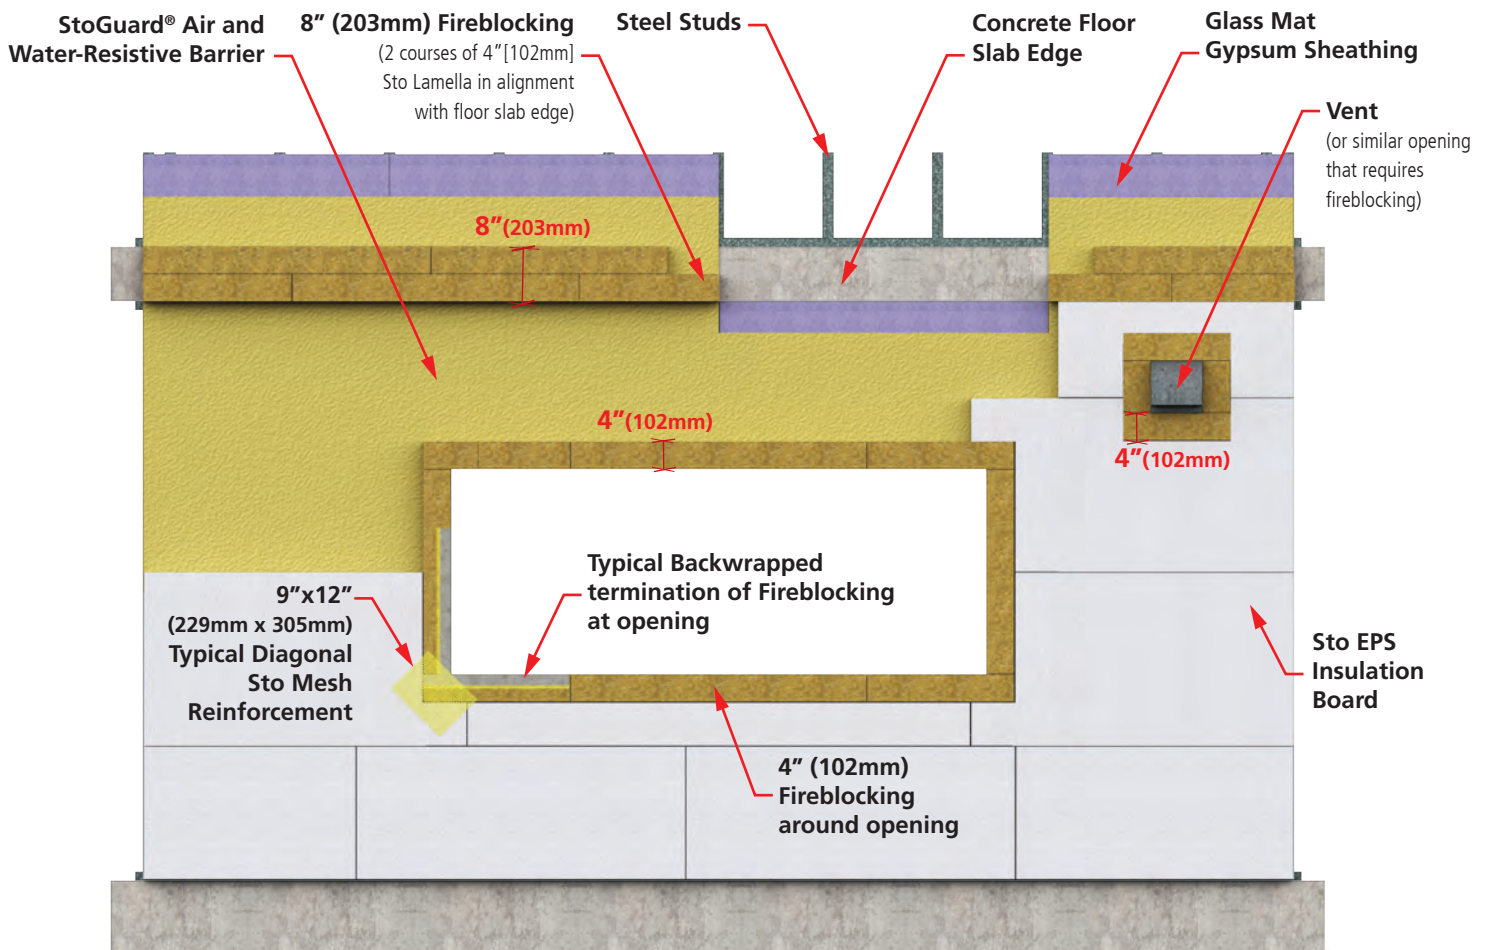 StoGuard® Air and
Water-Resistive Barrier
8” (203mm) Fireblocking
(2 courses of 4”[102mm]
Sto Lamella in alignment
with floor slab edge)
Steel Studs
Concrete Floor
Slab Edge
Glass Mat
Gypsum Sheathing
Vent
(or similar opening
that requires
fireblocking)
8”(203mm)
4”(102mm)
4”(102mm)
Typical Backwrapped
termination of Fireblocking
at opening
9”x12”
(229mm x 305mm)
Typical Diagonal
Sto Mesh
Reinforcement
Sto EPS
Insulation
Board
4” (102mm)
Fireblocking
around opening